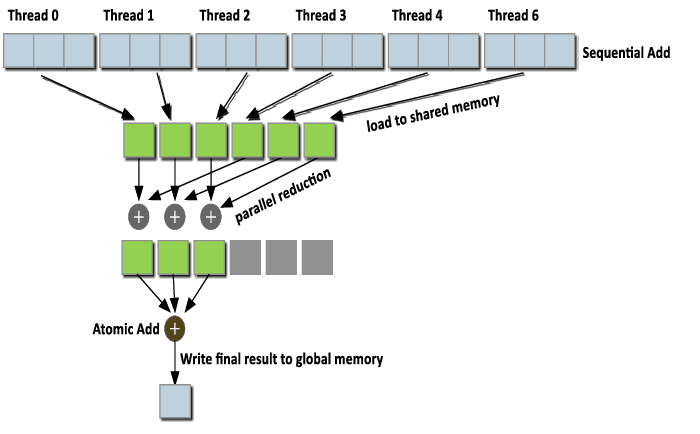 Thread 0
Thread 1
Thread 2
Thread 3
Thread 4
Thread 6
Sequential Add
load to shared memory
parallel reduction
+
+
+
Atomic Add
+
Write final result to global memory